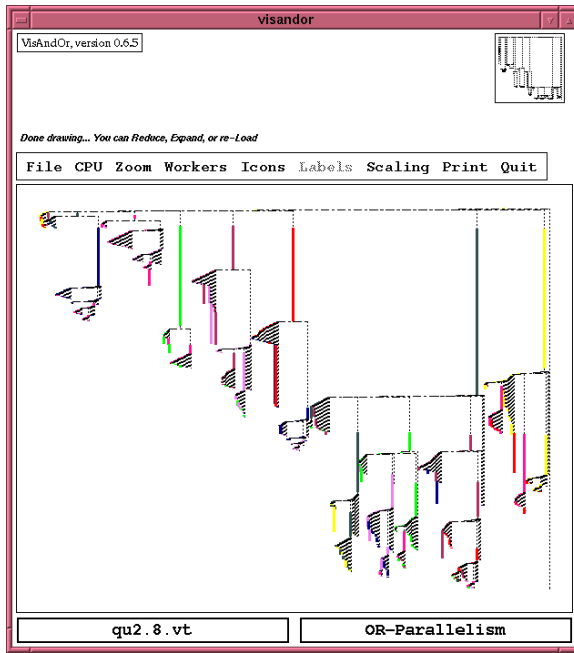 visandor
VisAndOr, version 0.6.5
Done drawing... You can Reduce, Expand, or re-Load
File CPU Zoom Workers Icons Labels Scaling Print Quit
qu2.8.vt OR-Parallelism